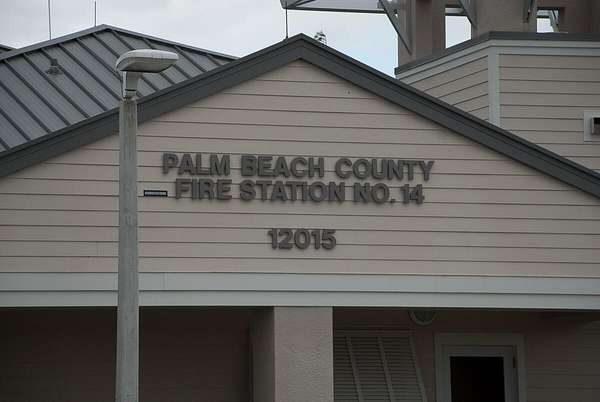 PALM BEACH COUNTY
FIRE STATION NO. 14
12015